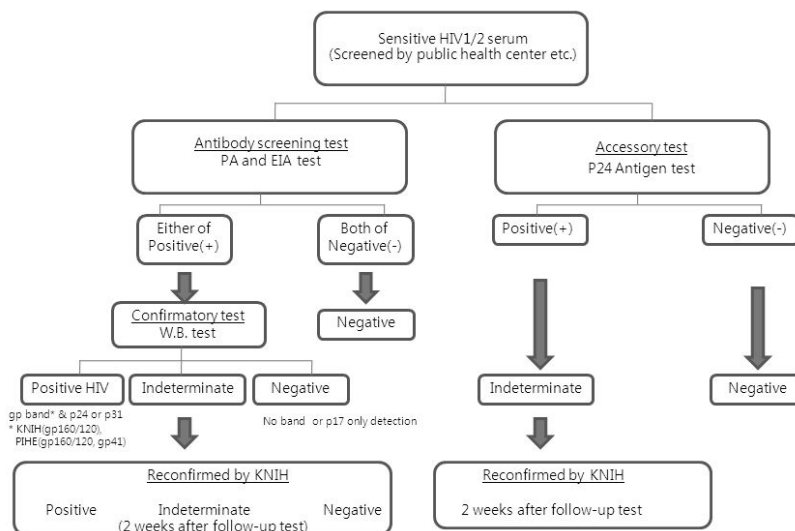 Sensitive HIV1/2 serum
(Screened by public health center etc.)
Antibody screening test
PA and EIA test
Accessory test
P24 Antigen test
Either of
Positive(+)
Both of
Negative(-)
Positive(+)
Negative(-)
Confirmatory test
W.B. test
Negative
Positive HIV
Indeterminate
Negative
Indeterminate
Negative
gp band* & p24 or p31
* KNIH(gp160/120),
PIHE(gp160/120, gp41)
No band or p17 only detection
Reconfirmed by KNIH
Positive Indeterminate Negative
(2 weeks after follow-up test)
Reconfirmed by KNIH
2 weeks after follow-up test